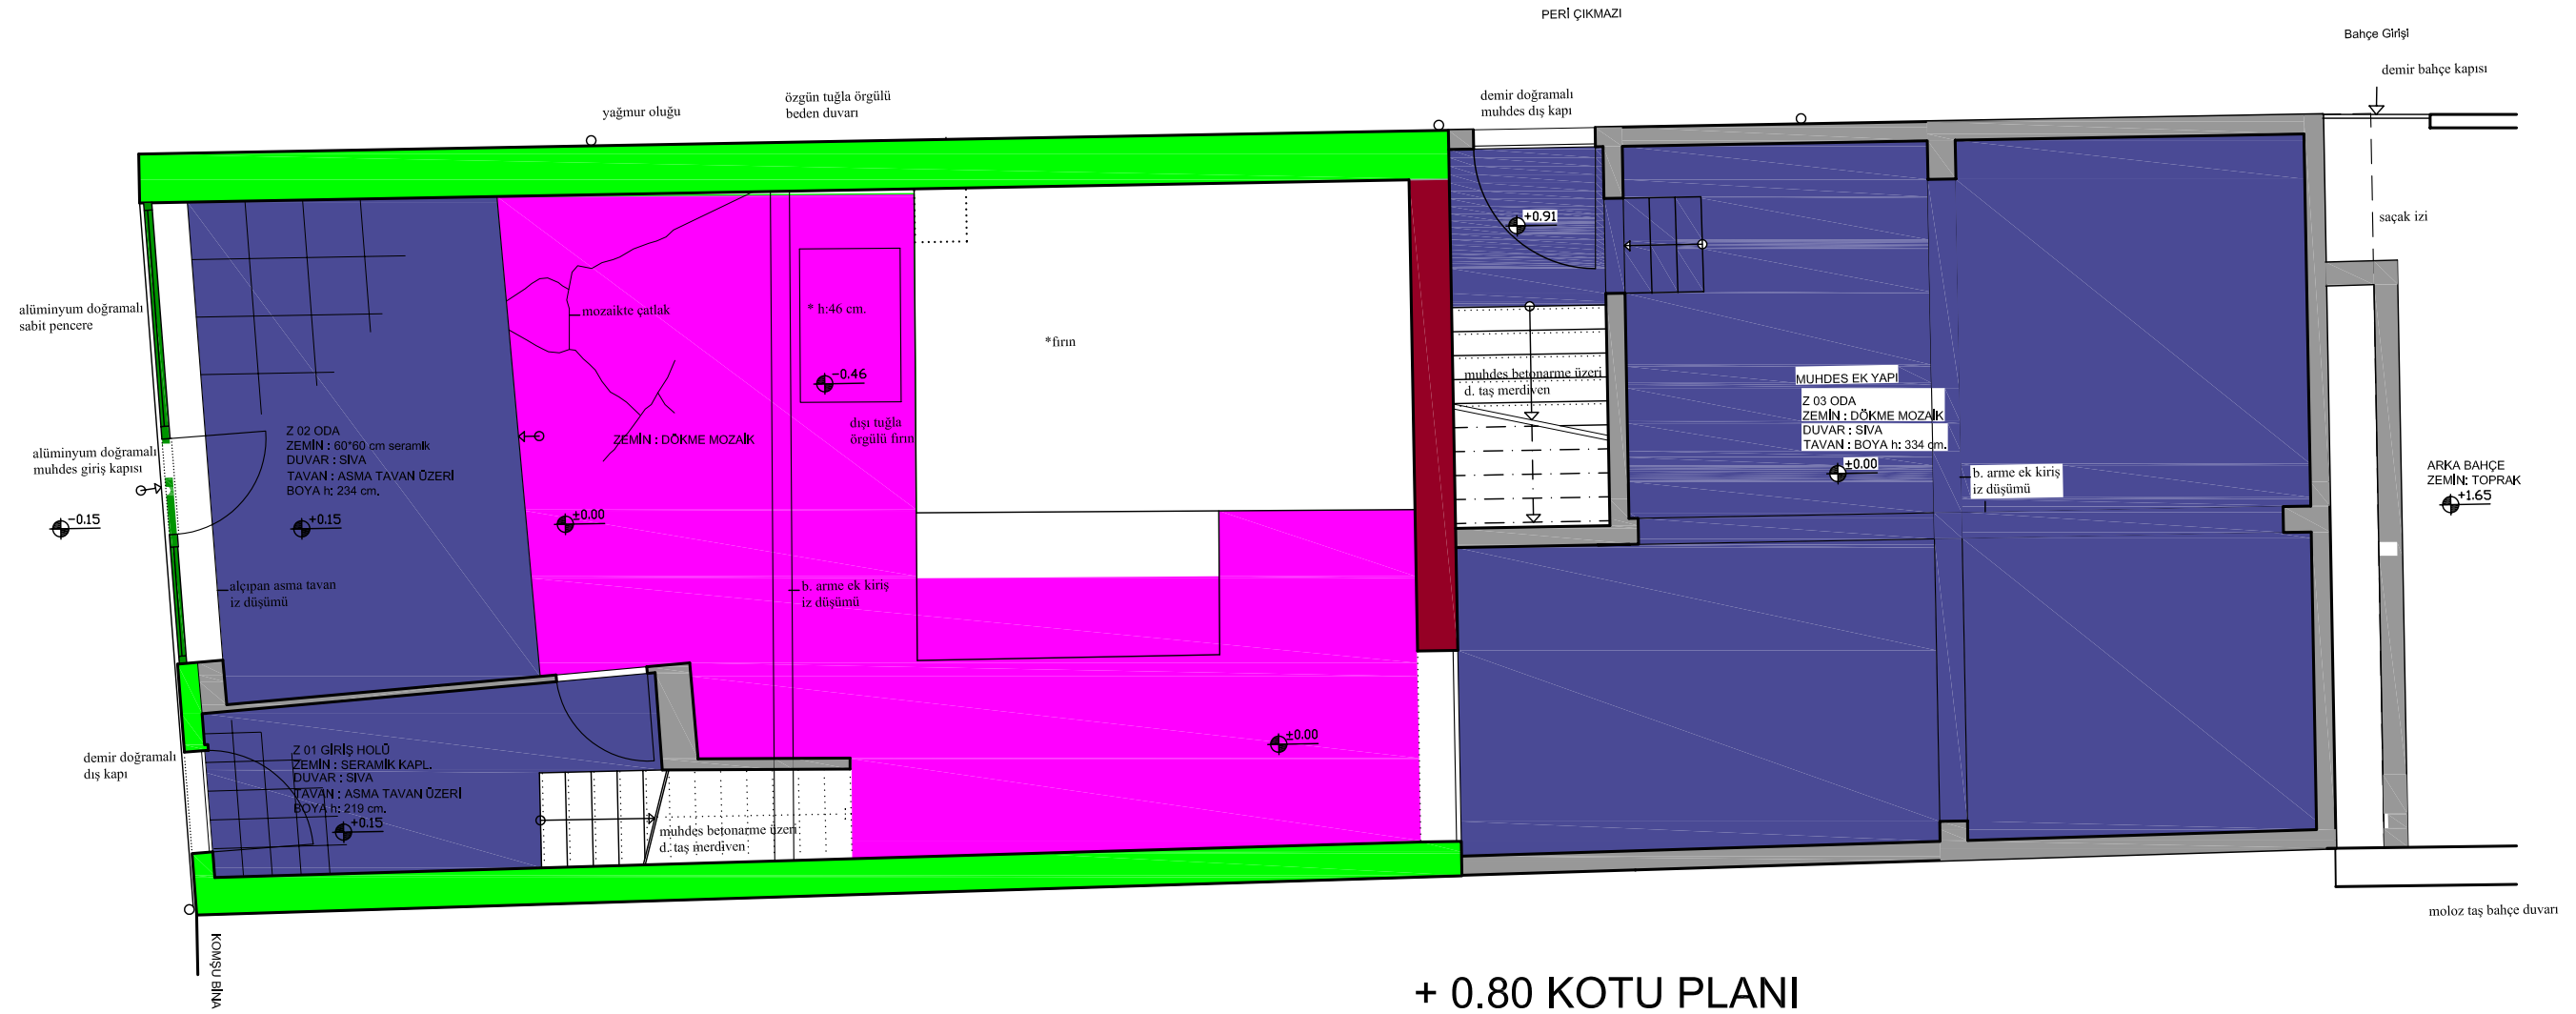 PERİ ÇIKMAZI
Bahçe Girişi
demir bahçe kapısı
yağmur oluğu
özgün tuğla örgülü
beden duvarı
demir doğramalı
muhdes dış kapı
saçak izi
+0.91
alüminyum doğramalı
sabit pencere
mozaikte çatlak
* h:46 cm.
*fırın
-0.46
muhdes betonarme üzeri
d. taş merdiven
MUHDES EK YAPI
Z 03 ODA
ZEMİN : DÖKME MOZAİK
DUVAR : SIVA
TAVAN : BOYA h: 334 cm.
±0.00
b. arme ek kiriş
iz düşümü
ARKA BAHÇE
ZEMİN: TOPRAK
+1.65
Z 02 ODA
ZEMİN : 60*60 cm seramik
DUVAR : SIVA
TAVAN : ASMA TAVAN ÜZERİ
BOYA h: 234 cm.
+0.15
ZEMİN : DÖKME MOZAİK
dışı tuğla
örgülü fırın
alüminyum doğramalı
muhdes giriş kapısı
-0.15
±0.00
alçıpan asma tavan
iz düşümü
b. arme ek kiriş
iz düşümü
±0.00
demir doğramalı
dış kapı
Z 01 GİRİŞ HOLÜ
ZEMİN : SERAMİK KAPL.
DUVAR : SIVA
TAVAN : ASMA TAVAN ÜZERİ
BOYA h: 219 cm.
+0.15
muhdes betonarme üzeri
d. taş merdiven
moloz taş bahçe duvarı
KOMŞU BİNA
+ 0.80 KOTU PLANI